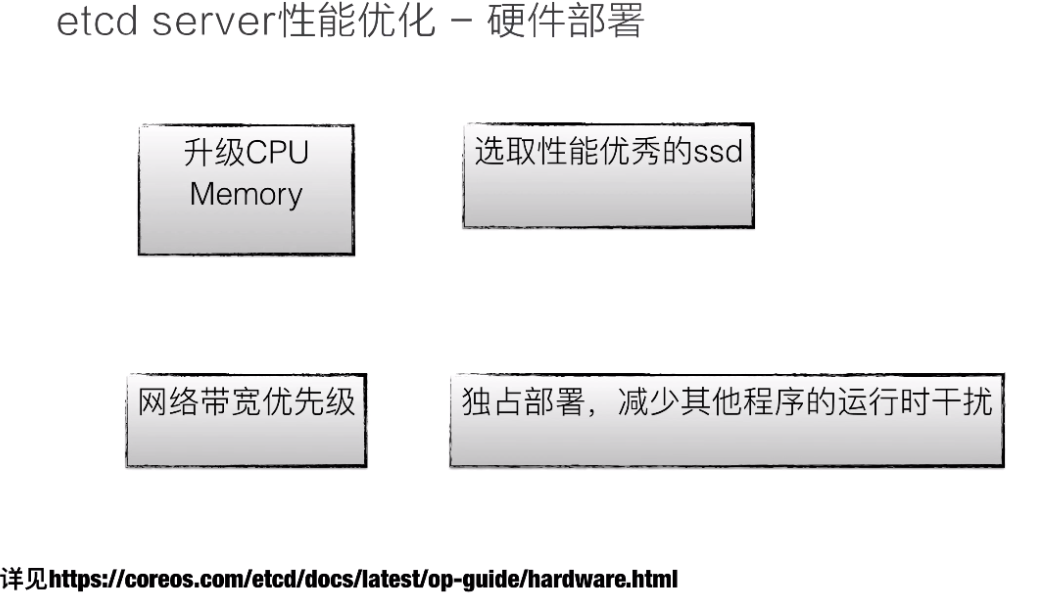 etcd server性能优化 – 硬件部署
升级CPU
Memory
选取性能优秀的ssd
网络带宽优先级
独占部署，减少其他程序的运行时干扰
详见https://coreos.com/etcd/docs/latest/op-guide/hardware.html